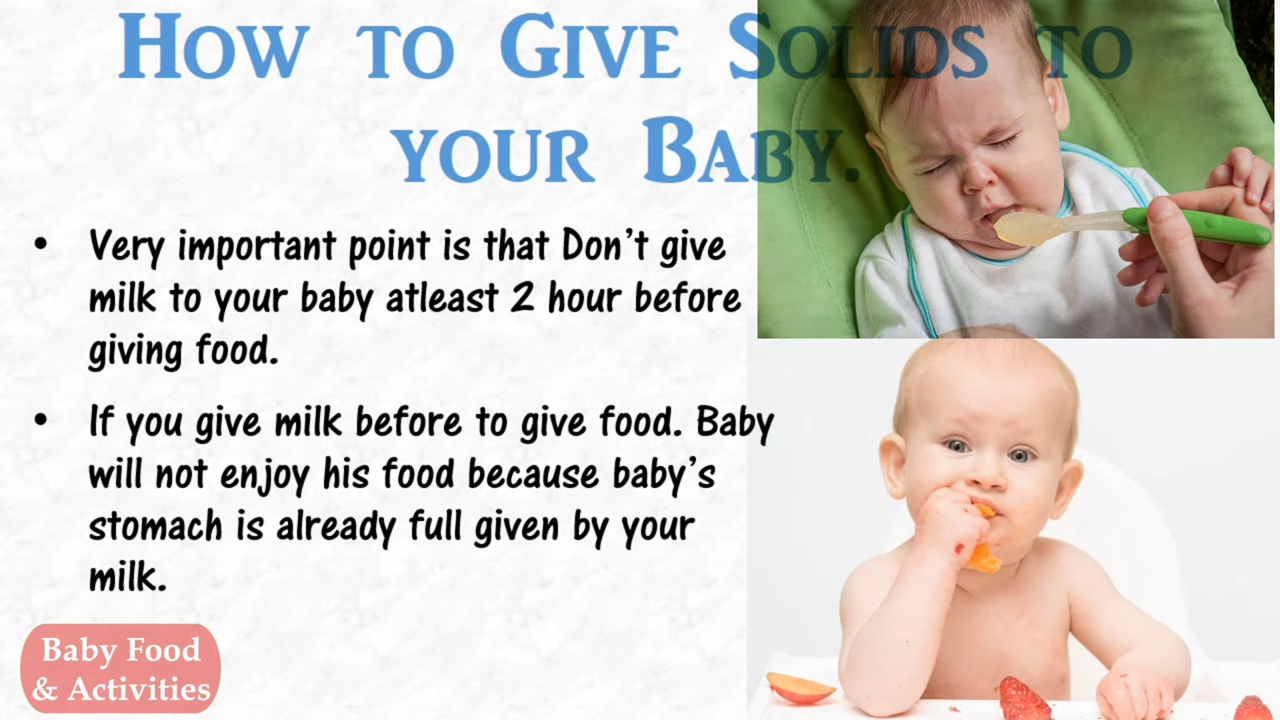 How to Give Solids to
your Baby.
• Very important point is that Don't give
milk to your baby atleast 2 hour before
giving food.
• If you give milk before to give food. Baby
will not enjoy his food because baby's
stomach is already full given by your
milk.
Baby Food
& Activities